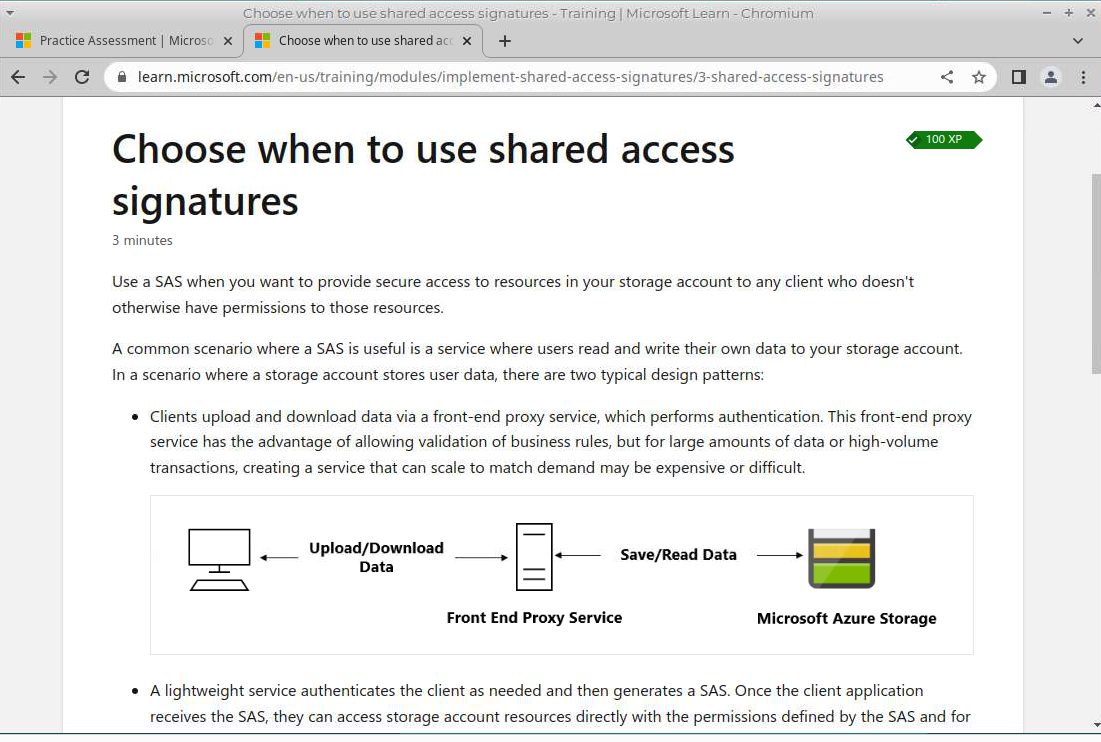 Choose when to use shared access signatures - Training | Microsoft Learn - Chromium
Practice Assessment | Microso
Choose when to use shared acc
learn.microsoft.com/en-us/training/modules/implement-shared-access-signatures/3-shared-access-signatures
Choose when to use shared access
signatures
100 XP
3 minutes
Use a SAS when you want to provide secure access to resources in your storage account to any client who doesn't
otherwise have permissions to those resources.
A common scenario where a SAS is useful is a service where users read and write their own data to your storage account.
In a scenario where a storage account stores user data, there are two typical design patterns:
• Clients upload and download data via a front-end proxy service, which performs authentication. This front-end proxy
service has the advantage of allowing validation of business rules, but for large amounts of data or high-volume
transactions, creating a service that can scale to match demand may be expensive or difficult.
Upload/Download
Data
Save/Read Data
Front End Proxy Service
Microsoft Azure Storage
• A lightweight service authenticates the client as needed and then generates a SAS. Once the client application
receives the SAS, they can access storage account resources directly with the permissions defined by the SAS and for